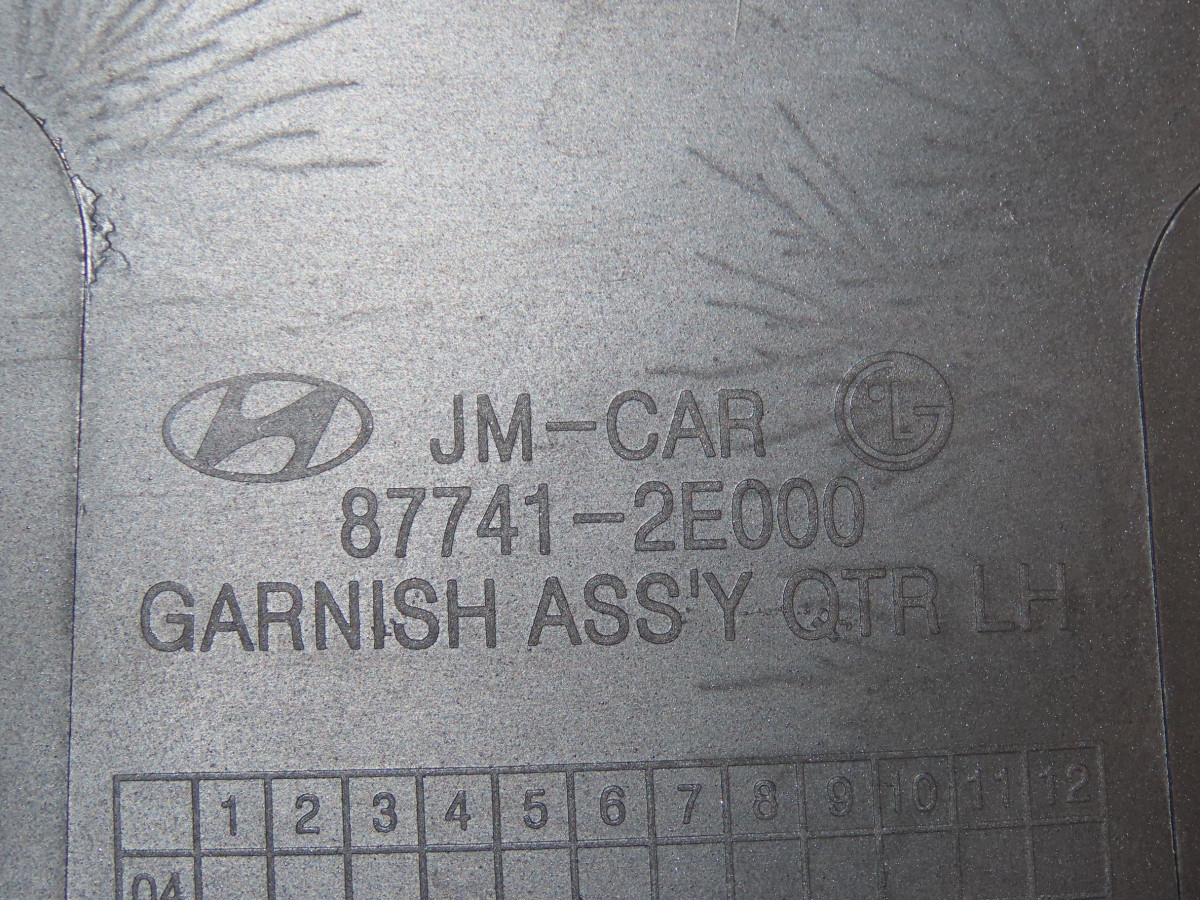 JM-CAR LG
87741-2E000
GARNISH ASS'Y QTR LH
1 2 3 4 5 6 7 8 9 10 11 12
04